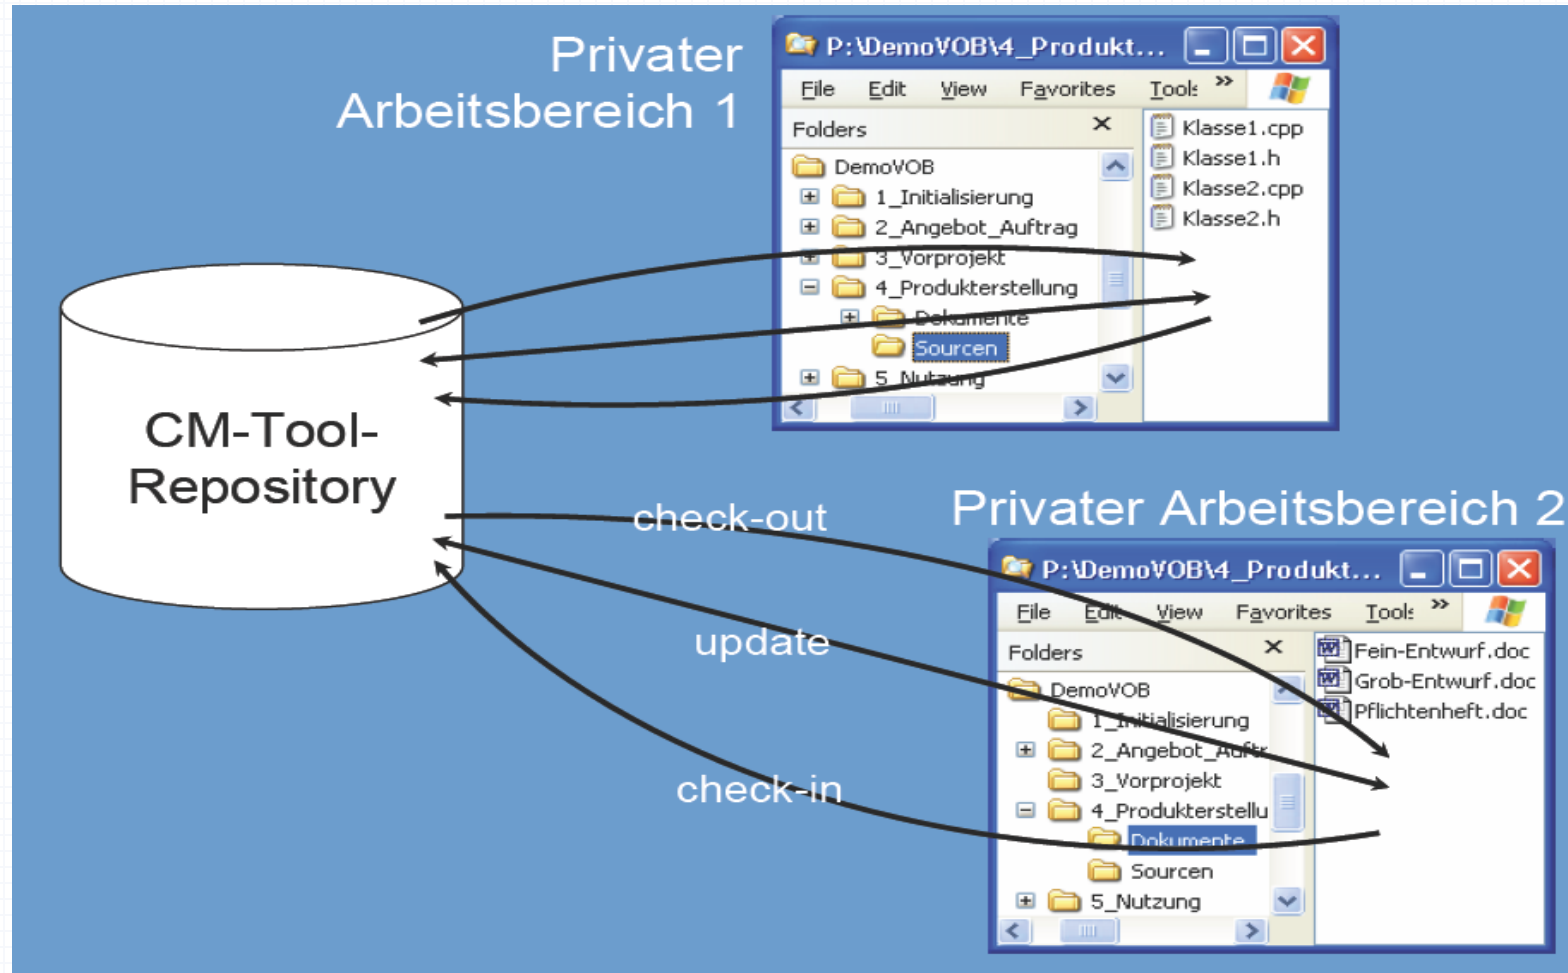 Privater
Arbeitsbereich 1
P:\DemoVOB\4_Produkt...
File Edit View Favorites Tools »
Folders
DemoVOB
1_Initialisierung
2_Angebot_Auftrag
3_Vorprojekt
4_Produkterstellung
Dokumente
Sourcen
5_Nutzung
Klasse1.cpp
Klasse1.h
Klasse2.cpp
Klasse2.h
CM-Tool-
Repository
check-out
update
check-in
Privater Arbeitsbereich 2
P:\DemoVOB\4_Produkt...
File Edit View Favorites Tools »
Folders
DemoVOB
1_Initialisierung
2_Angebot_Auftr
3_Vorprojekt
4_Produkterstellu
Dokumente
Sourcen
5_Nutzung
Fein-Entwurf.doc
Grob-Entwurf.doc
Pflichtenheft.doc